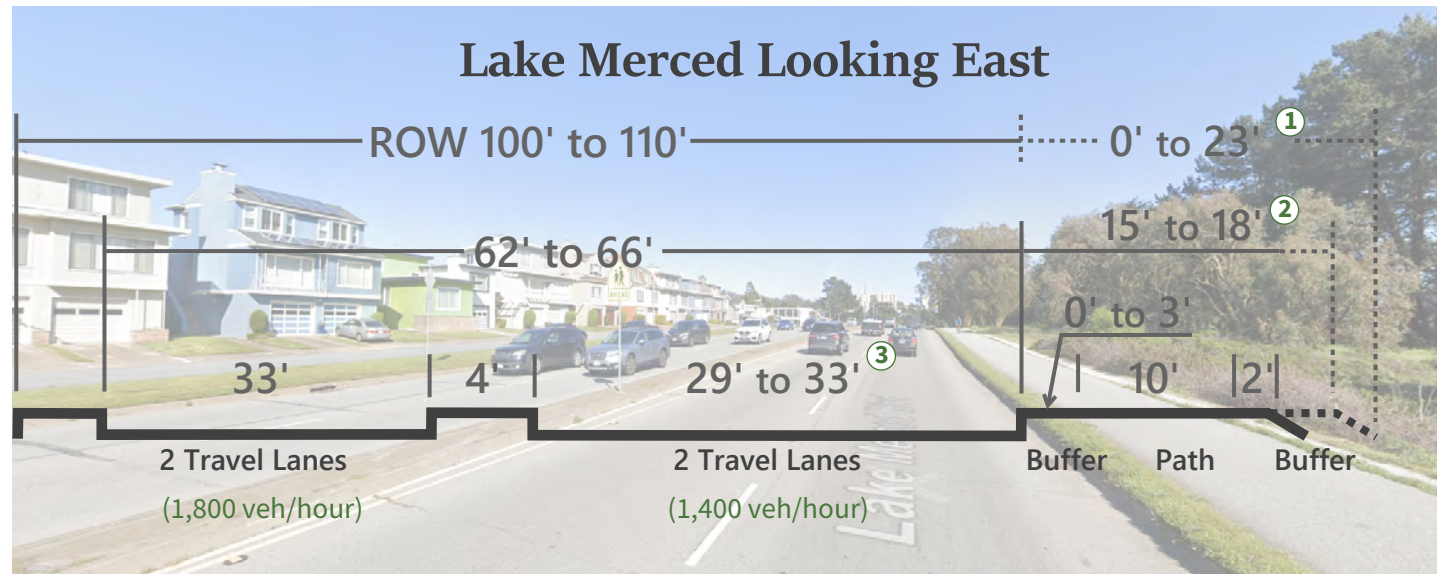 Lake Merced Looking East
ROW 100' to 110'
0' to 23' 1
15' to 18' 2
62' to 66'
0' to 3'
AHEAD
33'
4'
29' to 33' 3
10'
2'
2 Travel Lanes
2 Travel Lanes
Buffer
Path
Buffer
(1,800 veh/hour)
(1,400 veh/hour)
Lake